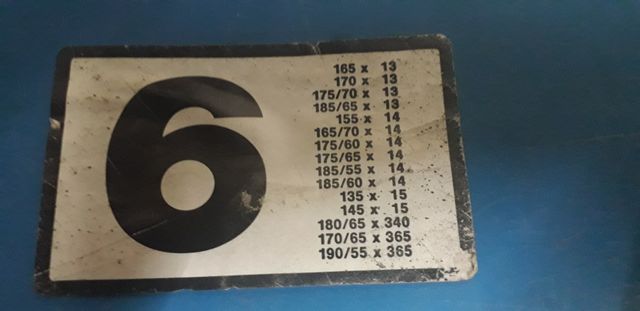 6
165 x 13
170 x 13
175/70 x 13
185/65 x 13
155 x 14
165/70 x 14
175/60 x 14
175/65 x 14
185/55 x 14
185/60 x 14
135 x 15
145 x 15
180/65 x 340
170/65 x 365
190/55 x 365